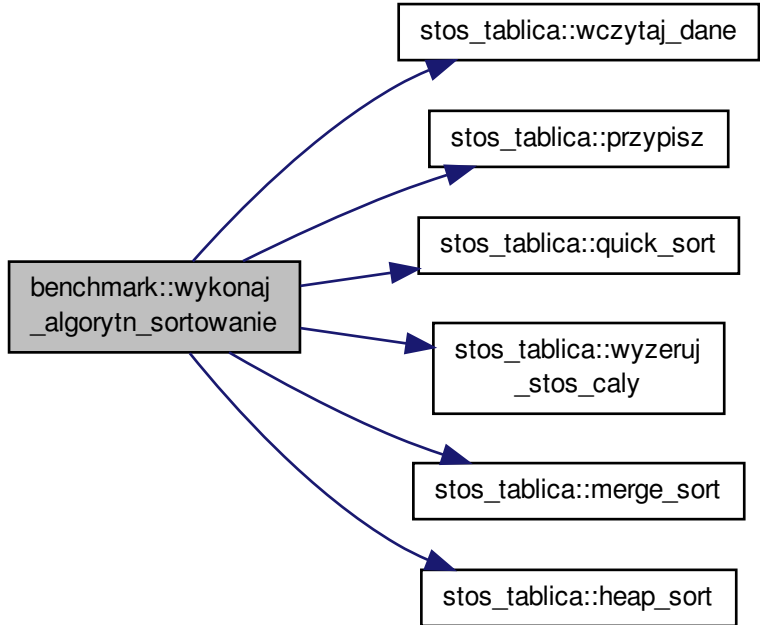 stos_tablica::wczytaj_dane
stos_tablica::przypisz
stos_tablica::quick_sort
benchmark::wykonaj
_algorytn_sortowanie
stos_tablica::wyzeruj
_stos_caly
stos_tablica::merge_sort
stos_tablica::heap_sort